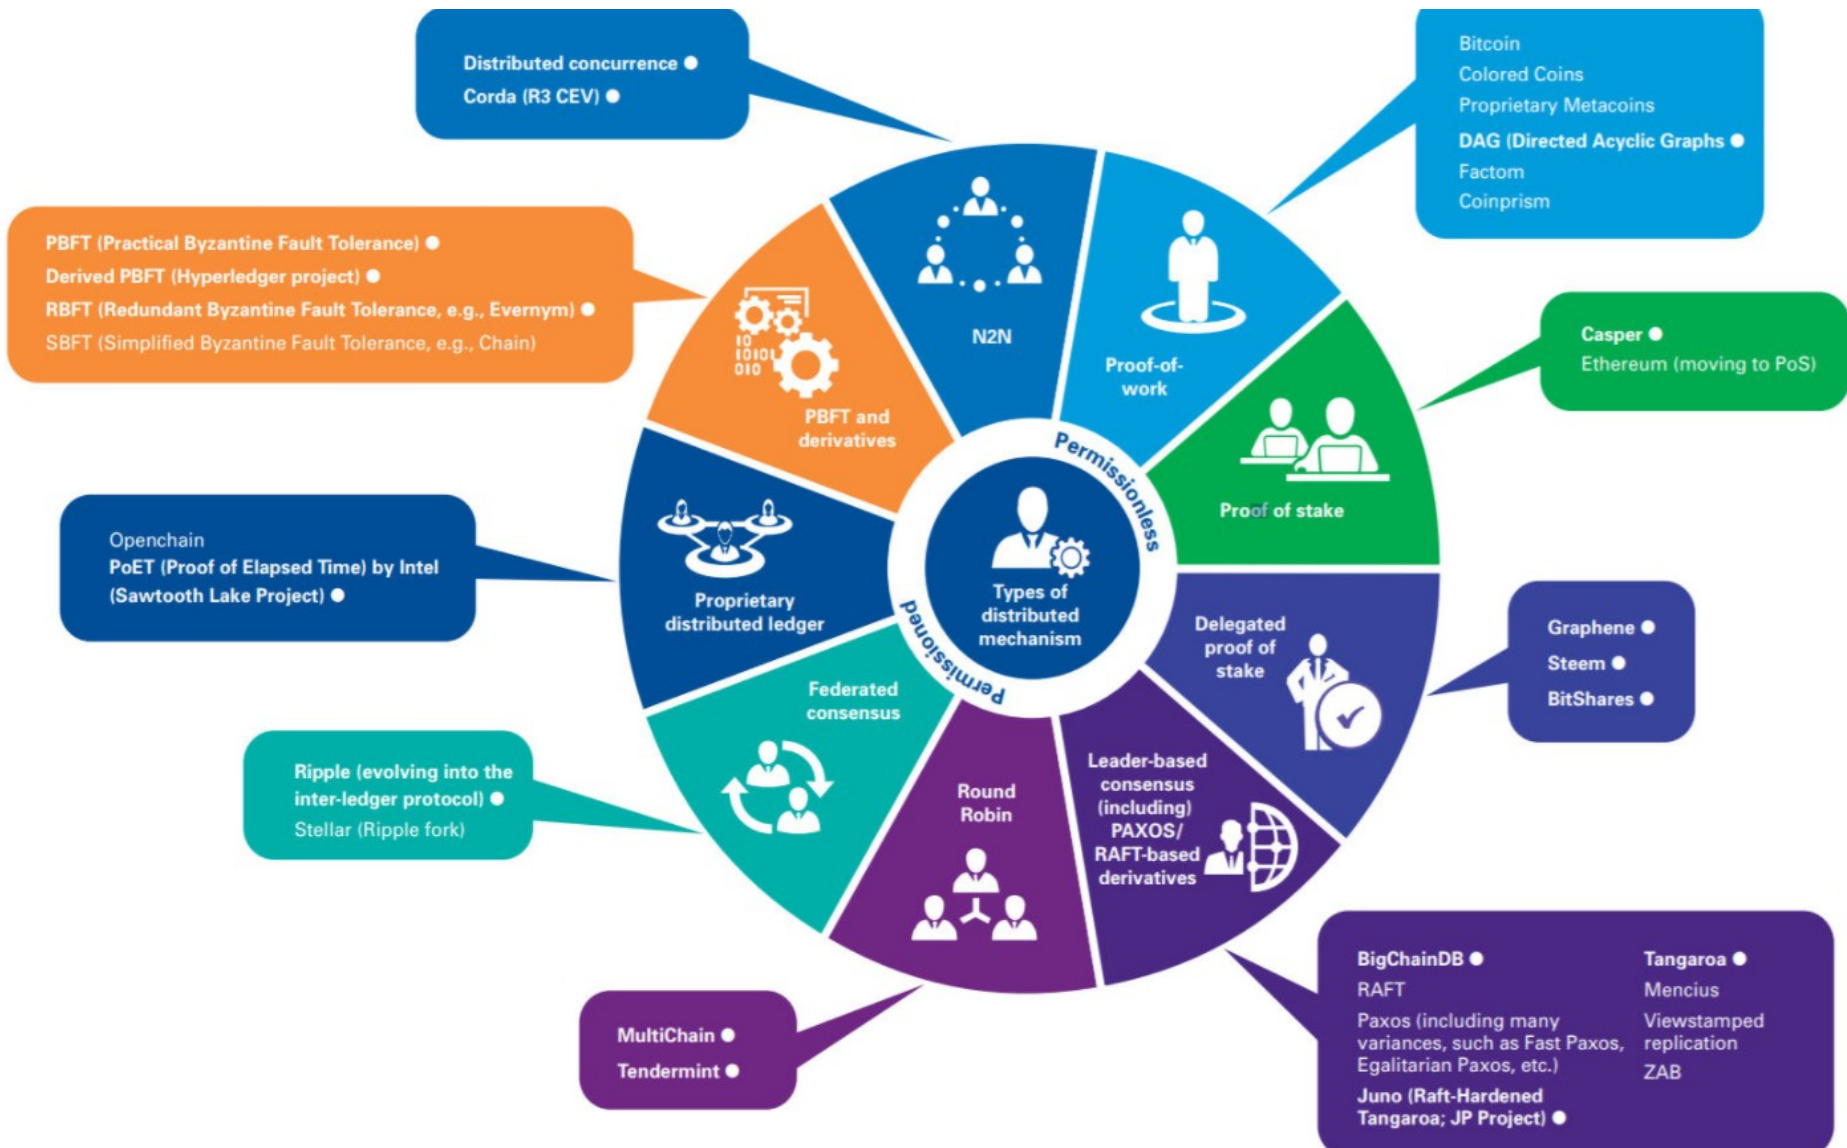 Distributed concurrence ●
Corda (R3 CEV) ●
Bitcoin
Colored Coins
Proprietary Metacoins
DAG (Directed Acyclic Graphs ●
Factom
Coinprism
PBFT (Practical Byzantine Fault Tolerance) ●
Derived PBFT (Hyperledger project) ●
RBFT (Redundant Byzantine Fault Tolerance, e.g., Evernym) ●
SBFT (Simplified Byzantine Fault Tolerance, e.g., Chain)
Casper ●
Ethereum (moving to PoS)
N2N
Proof-of-
work
10
10101
010
PBFT and
derivatives
Proof of stake
Permissionless
Permissioned
Types of
distributed
mechanism
Openchain
PoET (Proof of Elapsed Time) by Intel
(Sawtooth Lake Project) ●
Proprietary
distributed ledger
Delegated
proof of
stake
Graphene ●
Steem ●
BitShares ●
Federated
consensus
Ripple (evolving into the
inter-ledger protocol) ●
Stellar (Ripple fork)
Round
Robin
Leader-based
consensus
(including)
PAXOS/
RAFT-based
derivatives
MultiChain ●
Tendermint ●
BigChainDB ●
RAFT
Paxos (including many
variances, such as Fast Paxos,
Egalitarian Paxos, etc.)
Juno (Raft-Hardened
Tangaroa; JP Project) ●
Tangaroa ●
Mencius
Viewstamped
replication
ZAB